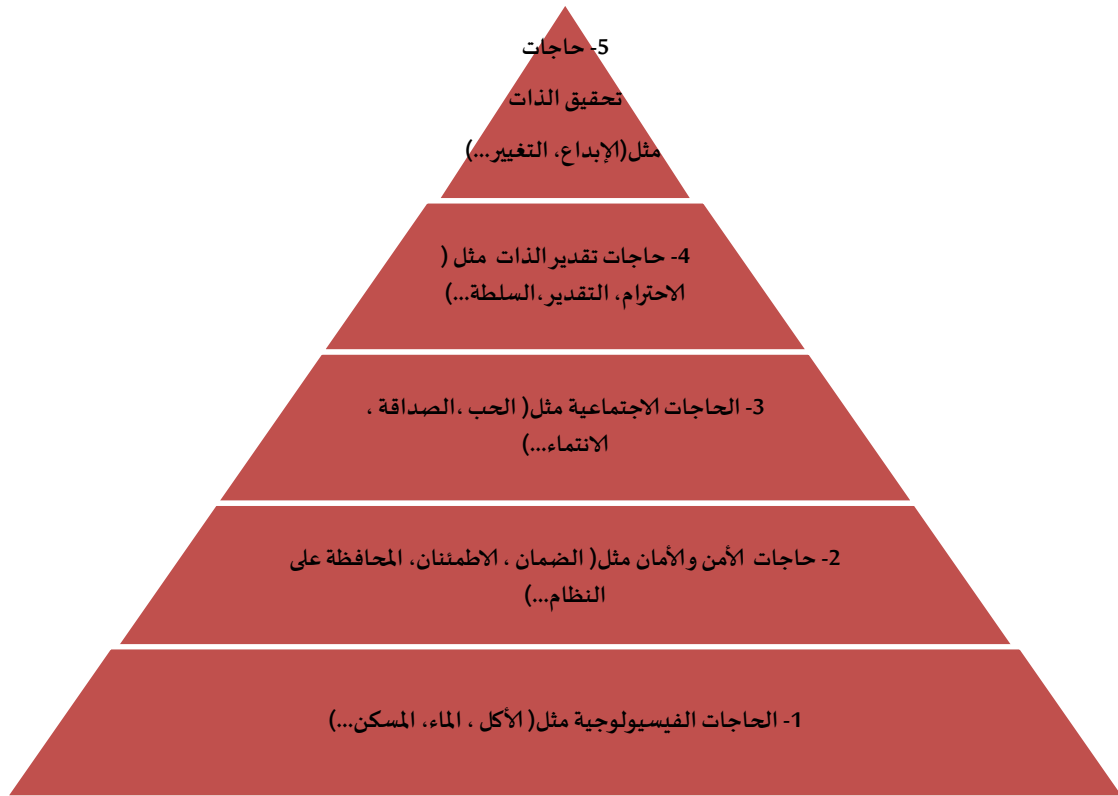 5- حاجات
تحقيق الذات
مثل(الإبداع، التغيير...)
4- حاجات تقدير الذات مثل (
الاحترام، التقدير ،السلطة...)
3- الحاجات الاجتماعية مثل( الحب ،الصداقة ،
الانتماء...)
2- حاجات الأمن والأمان مثل( الضمان ، الاطمئنان، المحافظة على
النظام...)
1- الحاجات الفيسيولوجية مثل( الأكل ، الماء، المسكن...)